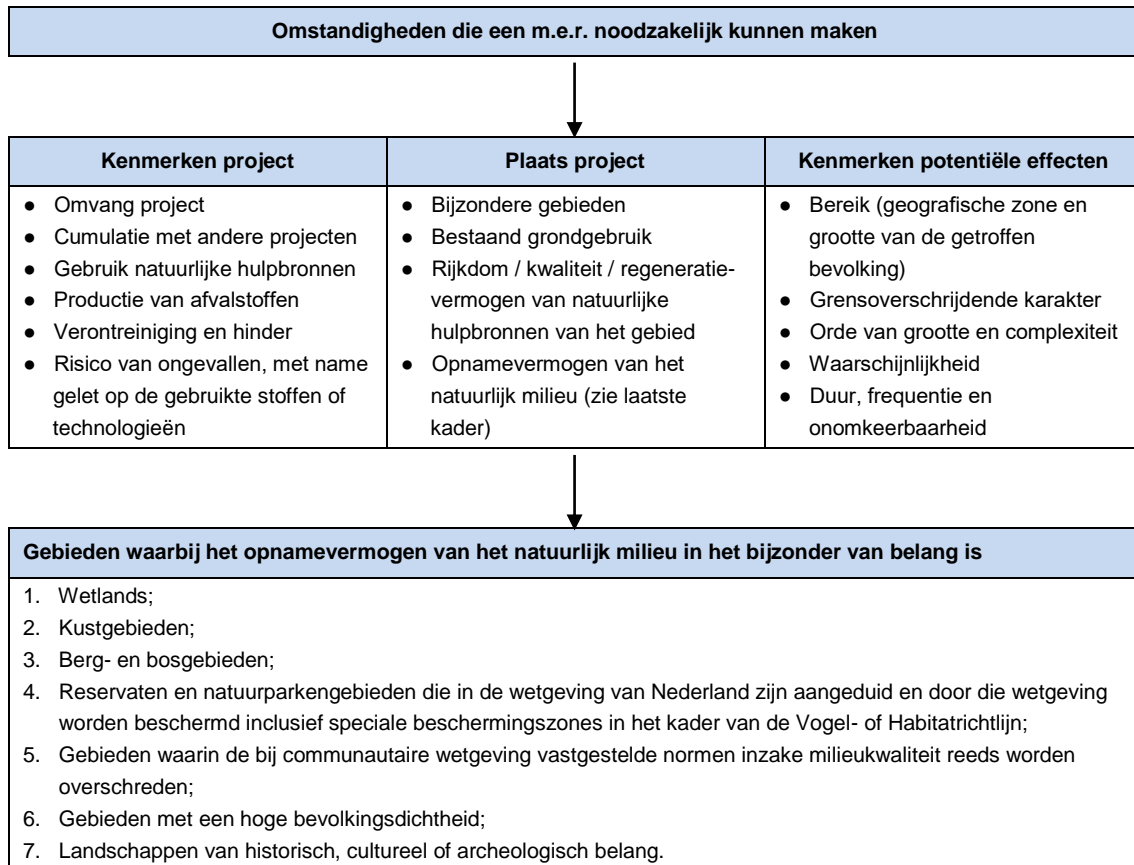 Omstandigheden die een m.e.r. noodzakelijk kunnen maken
Kenmerken project
● Omvang project
● Cumulatie met andere projecten
● Gebruik natuurlijke hulpbronnen
● Productie van afvalstoffen
● Verontreiniging en hinder
● Risico van ongevallen, met name
gelet op de gebruikte stoffen of
technologieën
Plaats project
● Bijzondere gebieden
● Bestaand grondgebruik
● Rijkdom / kwaliteit / regeneratie-
vermogen van natuurlijke
hulpbronnen van het gebied
● Opnamevermogen van het
natuurlijk milieu (zie laatste
kader)
Kenmerken potentiële effecten
● Bereik (geografische zone en
grootte van de getroffen
bevolking)
● Grensoverschrijdende karakter
● Orde van grootte en complexiteit
● Waarschijnlijkheid
● Duur, frequentie en
onomkeerbaarheid
Gebieden waarbij het opnamevermogen van het natuurlijk milieu in het bijzonder van belang is
1. Wetlands;
2. Kustgebieden;
3. Berg- en bosgebieden;
4. Reservaten en natuurparkengebieden die in de wetgeving van Nederland zijn aangeduid en door die wetgeving
worden beschermd inclusief speciale beschermingszones in het kader van de Vogel- of Habitatrichtlijn;
5. Gebieden waarin de bij communautaire wetgeving vastgestelde normen inzake milieukwaliteit reeds worden
overschreden;
6. Gebieden met een hoge bevolkingsdichtheid;
7. Landschappen van historisch, cultureel of archeologisch belang.